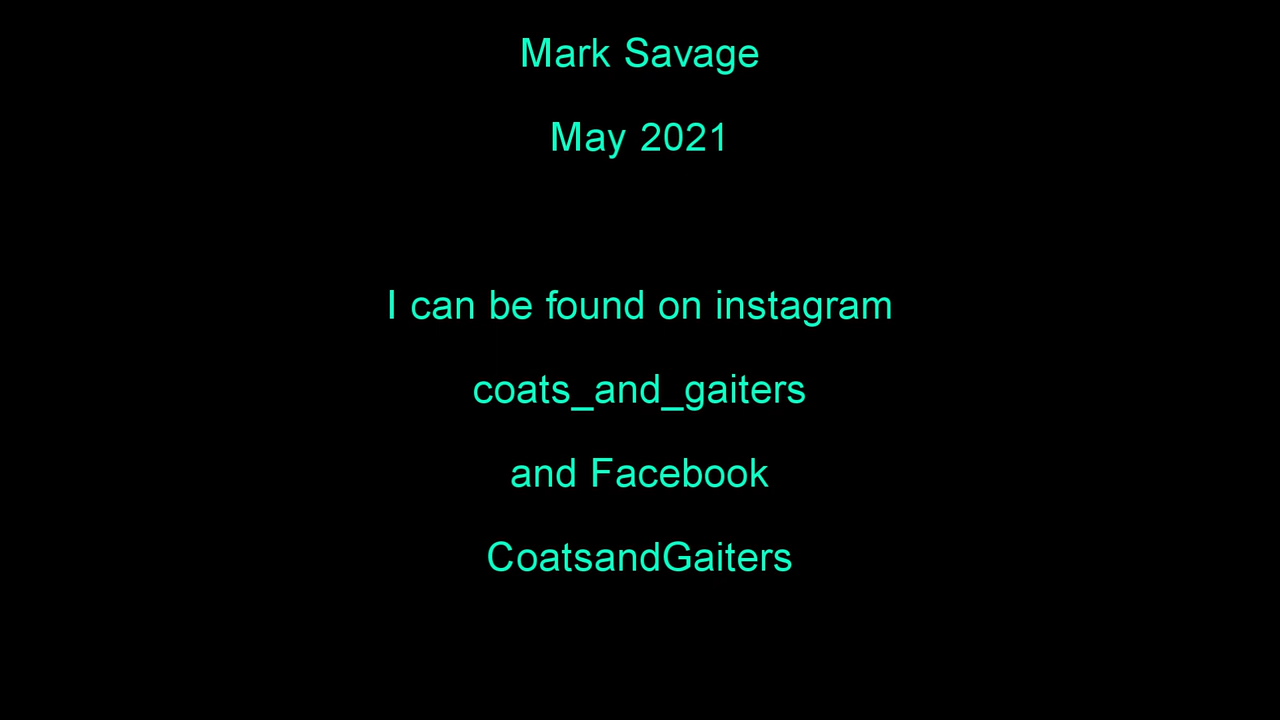 Mark Savage
May 2021
I can be found on instagram
coats_and_gaiters
and Facebook
CoatsandGaiters